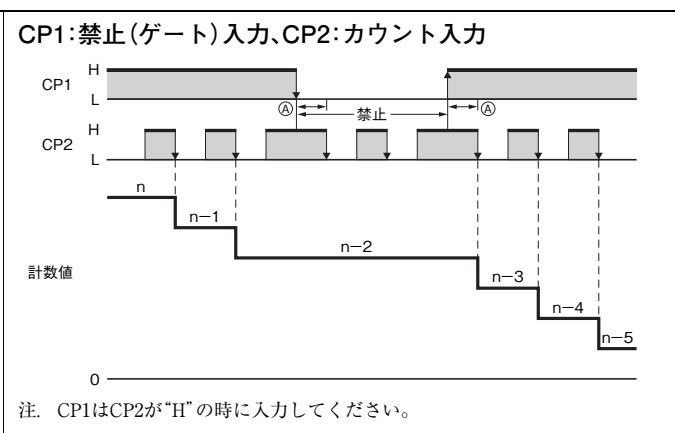 CP1：禁止（ゲート）入力、CP2：カウント入力
CP1
H
L
Ⓐ
禁止
Ⓐ
CP2
H
L
n
n−1
n−2
n−3
n−4
n−5
計数値
0
注. CP1はCP2が“H”の時に入力してください。